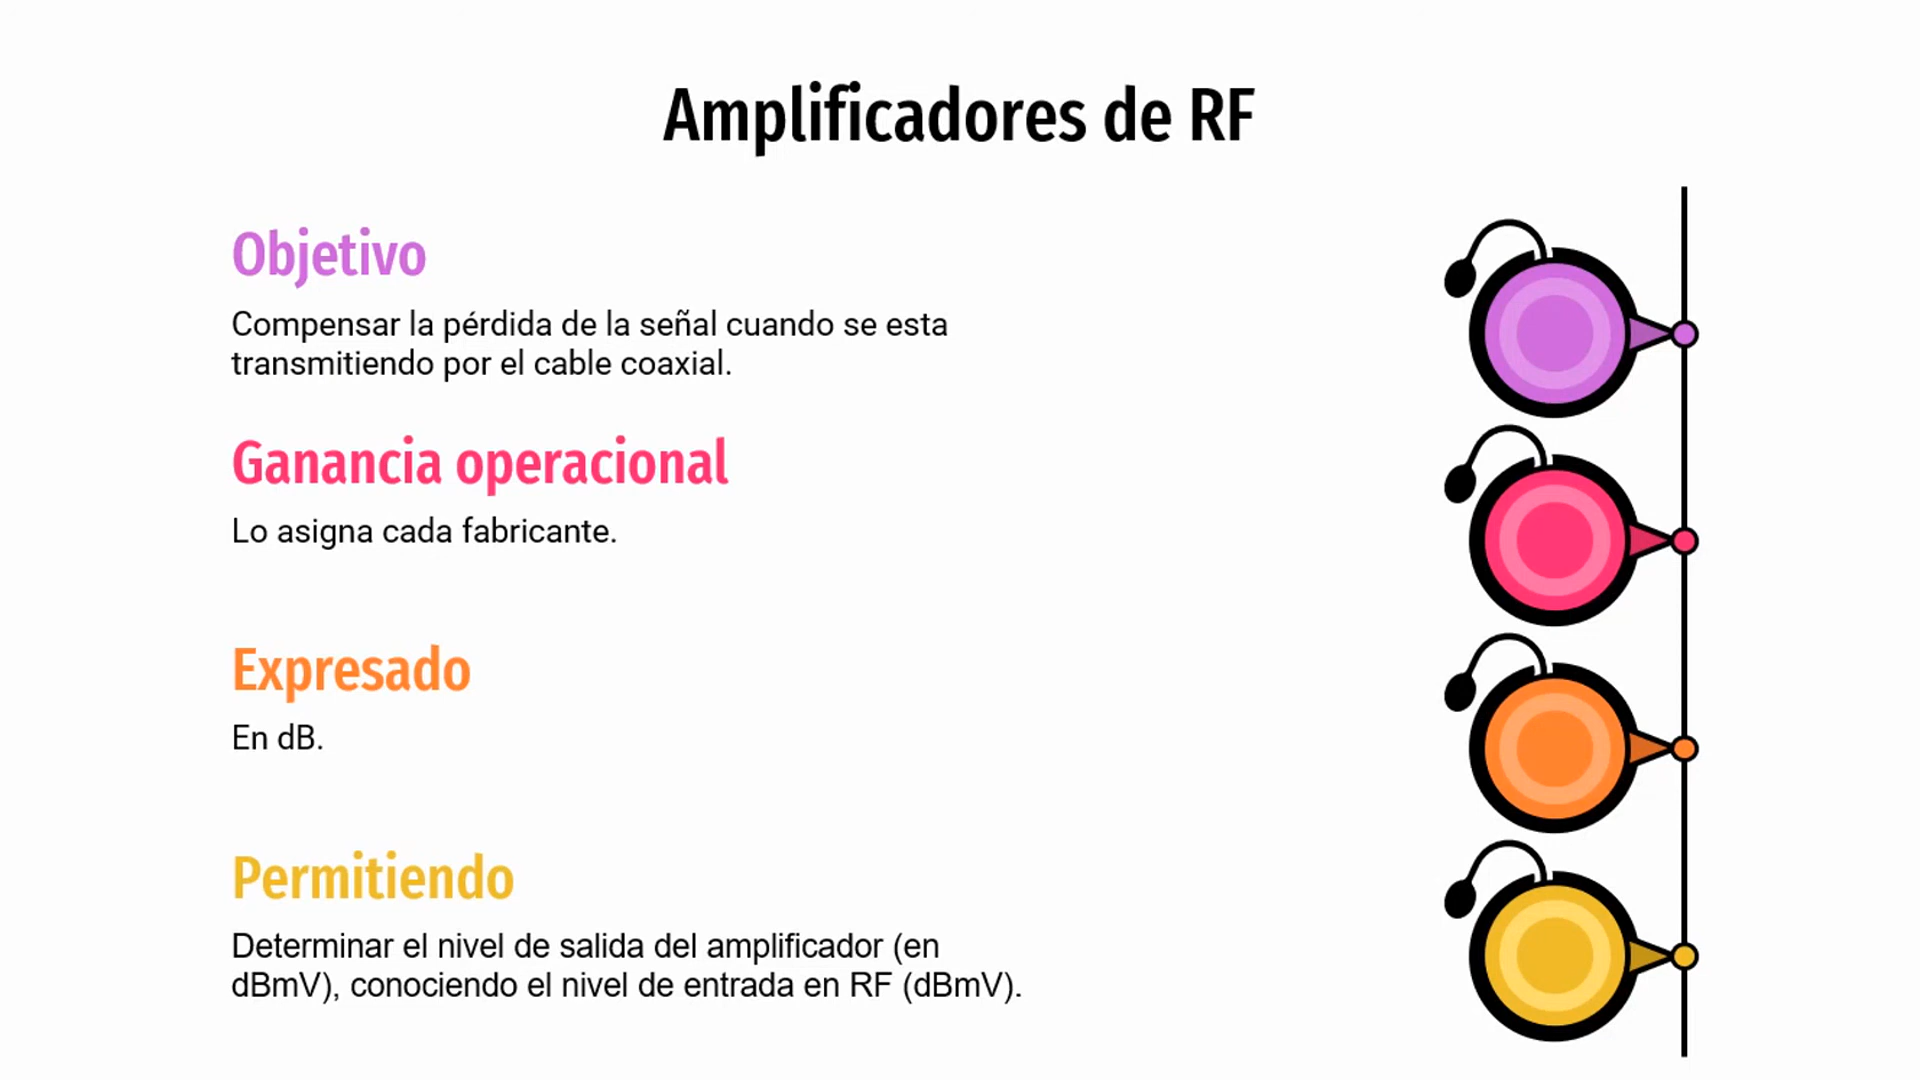 Amplificadores de RF
Objetivo
Compensar la pérdida de la señal cuando se esta
transmitiendo por el cable coaxial.
Ganancia operacional
Lo asigna cada fabricante.
Expresado
En dB.
Permitiendo
Determinar el nivel de salida del amplificador (en
dBmV), conociendo el nivel de entrada en RF (dBmV).